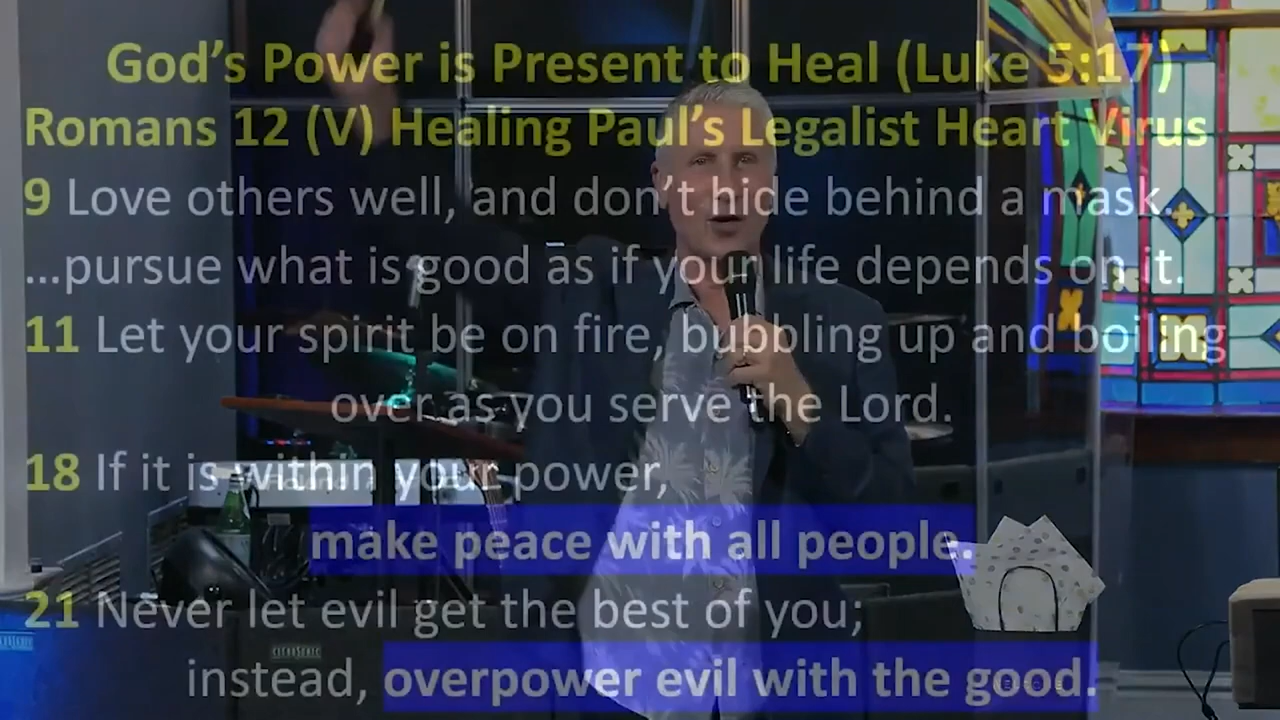 God’s Power is Present to Heal (Luke 5:17)
Romans 12 (V) Healing Paul’s Legalist Heart Virus
9 Love others well, and don’t hide behind a mask.
...pursue what is good as if your life depends on it.
11 Let your spirit be on fire, bubbling up and boiling
over as you serve the Lord.
18 If it is within your power,
make peace with all people.
21 Never let evil get the best of you;
instead, overpower evil with the good.